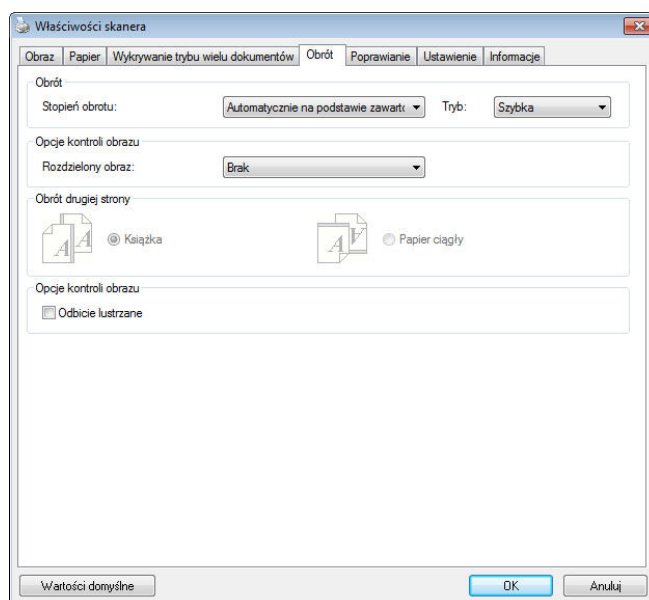 Właściwości skanera
Obraz Papier Wykrywanie trybu wielu dokumentów Obrót Poprawianie Ustawienie Informacje
Obrót
Stopień obrotu: Automatycznie na podstawie zawartc Tryb: Szybka
Opcje kontroli obrazu
Rozdzielony obraz: Brak
Obrót drugiej strony
A A Książka A A Papier ciągły
Opcje kontroli obrazu
Odbicie lustrzane
Wartości domyślne OK Anuluj